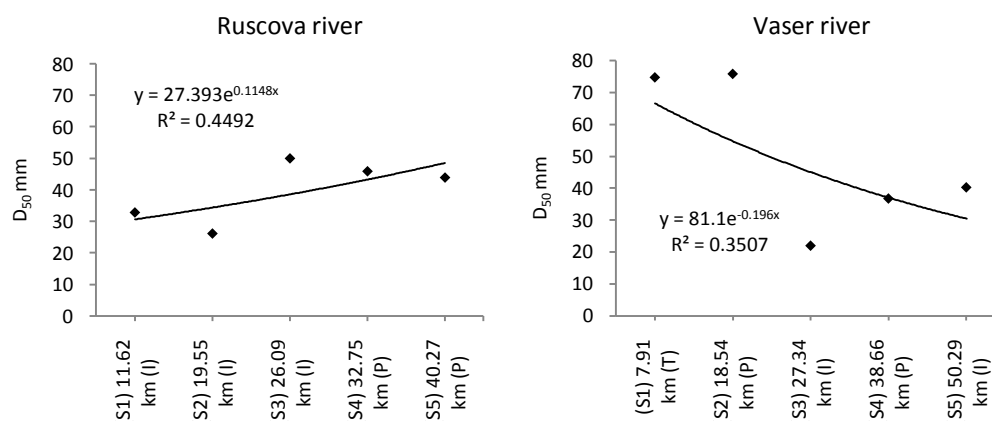 Ruscova river
80
70
60
50
40
30
20
10
0
D₅₀ mm
y = 27.393e^0.1148x
R² = 0.4492
S1) 11.62
km (I)
S2) 19.55
km (I)
S3) 26.09
km (I)
S4) 32.75
km (P)
S5) 40.27
km (P)
Vaser river
80
70
60
50
40
30
20
10
0
D₅₀ mm
y = 81.1e^-0.196x
R² = 0.3507
(S1) 7.91
km (T)
S2) 18.54
km (P)
S3) 27.34
km (I)
S4) 38.66
km (P)
S5) 50.29
km (I)